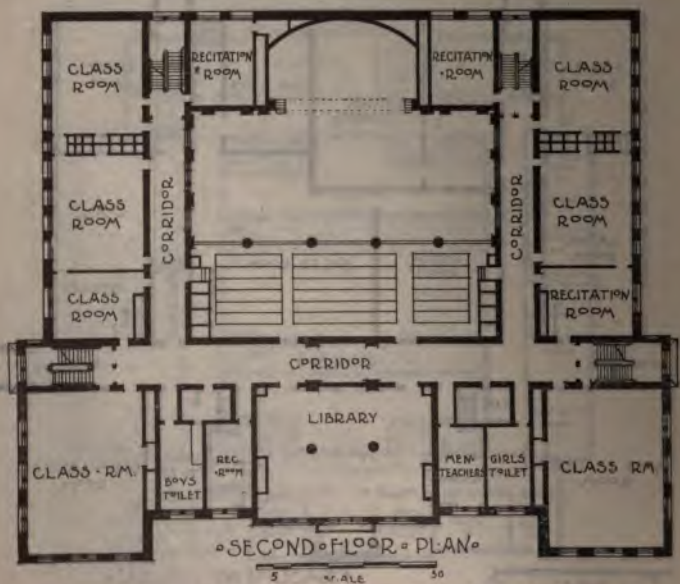 CLASS
ROOM
RECITATION
ROOM
RECITATION
ROOM
CLASS
ROOM
CLASS
ROOM
CORRIDOR
CORRIDOR
CLASS
ROOM
CLASS
ROOM
RECITATION
ROOM
CORRIDOR
LIBRARY
CLASS · RM.
BOYS
TOILET
REC.
ROOM
MEN
TEACHERS
GIRLS
TOILET
CLASS RM
·SECOND·FLOOR·PLAN·
5 50
SCALE